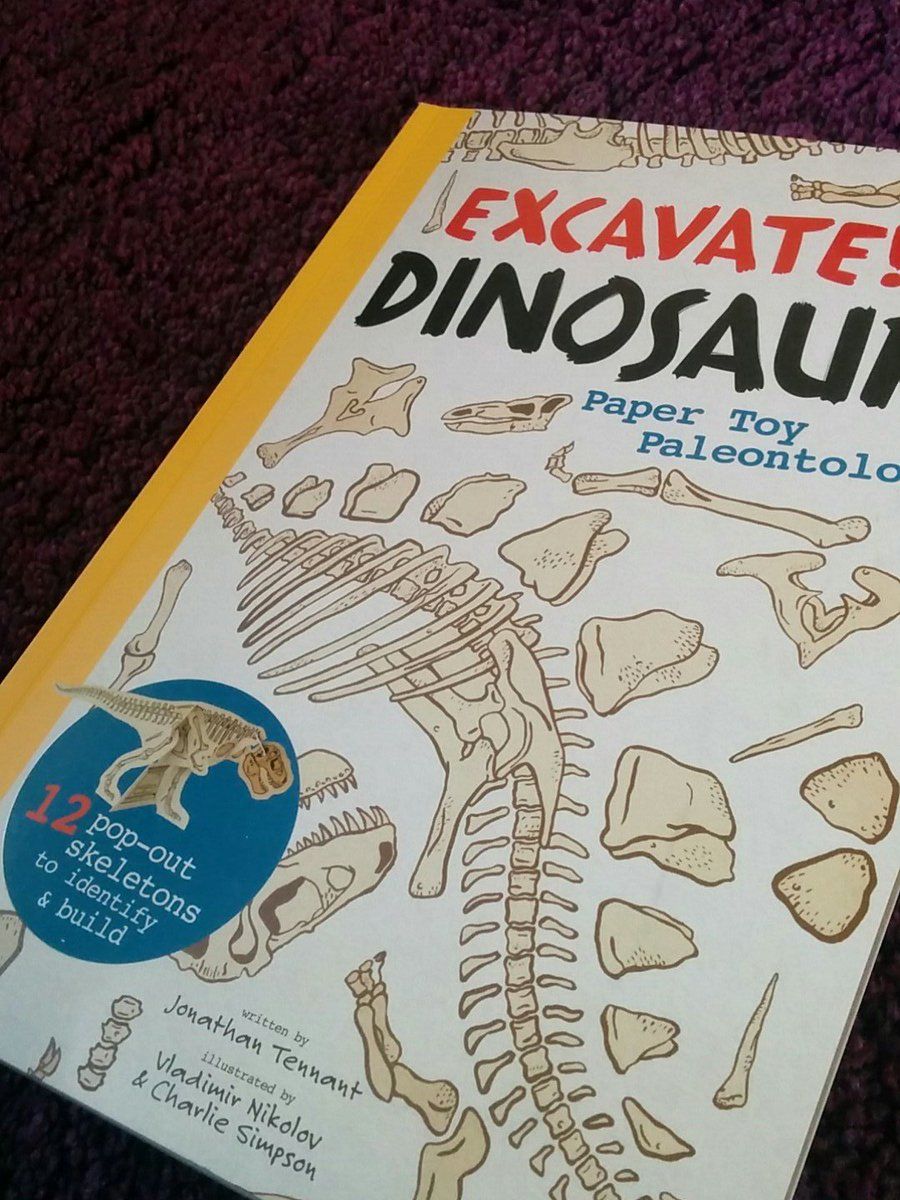 EXCAVATE!
DINOSAUR
Paper Toy
Paleontolo
12 pop-out
skeletons
to identify
& build
written by
Jonathan Tennant
illustrated by
Vladimir Nikolov
& Charlie Simpson